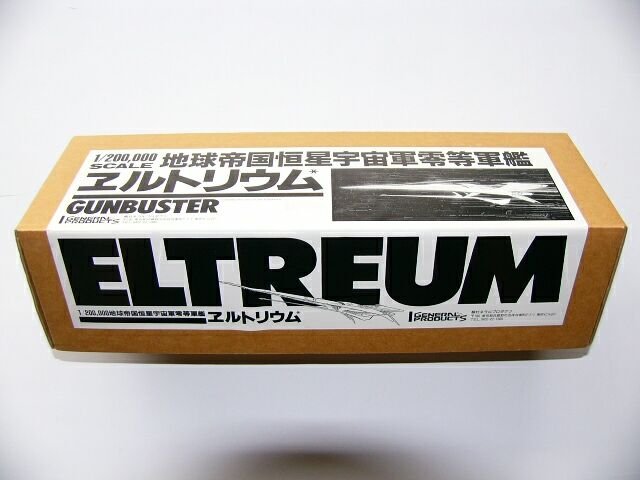 1/200,000
SCALE
地球帝国恒星宇宙軍零等軍艦
ヱルトリウム*
GUNBUSTER
GENERAL
PRODUCTS
ELTREUM
1/200,000地球帝国恒星宇宙軍零等軍艦
ヱルトリウム
GENERAL
PRODUCTS